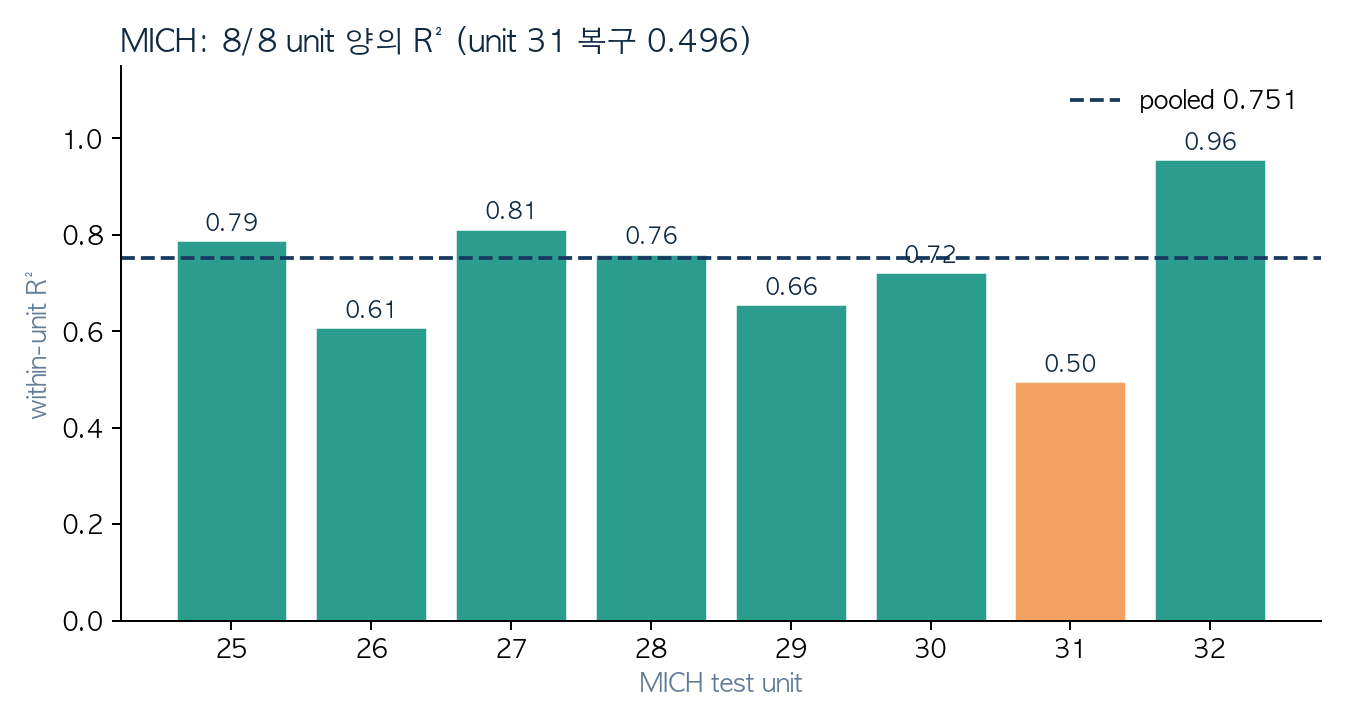 MICH: 8/8 unit 양의 R² (unit 31 복구 0.496)
pooled 0.751
within-unit R²
1.0
0.8
0.6
0.4
0.2
0.0
0.79
0.61
0.81
0.76
0.66
0.72
0.50
0.96
25 26 27 28 29 30 31 32
MICH test unit